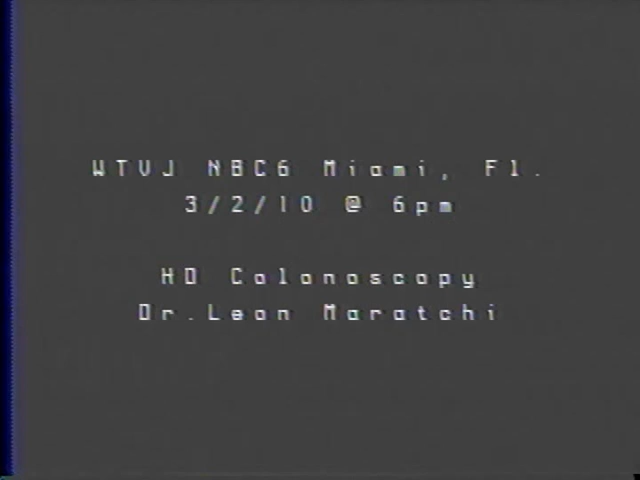 WTVJ NBC6 Miami, Fl.
3/2/10 @ 6pm
HD Colonoscopy
Dr.Leon Maratchi